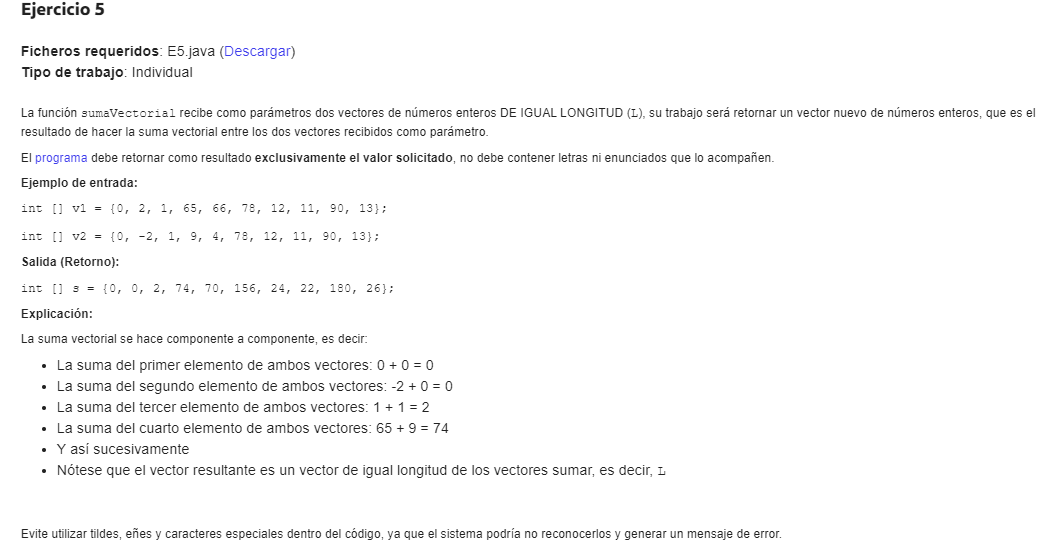 Ejercicio 5
Ficheros requeridos: E5.java (Descargar)
Tipo de trabajo: Individual
La función sumaVectorial recibe como parámetros dos vectores de números enteros DE IGUAL LONGITUD (L), su trabajo será retornar un vector nuevo de números enteros, que es el
resultado de hacer la suma vectorial entre los dos vectores recibidos como parámetro.
El programa debe retornar como resultado exclusivamente el valor solicitado, no debe contener letras ni enunciados que lo acompañen.
Ejemplo de entrada:
int [] v1 = {0, 2, 1, 65, 66, 78, 12, 11, 90, 13};
int [] v2 = {0, -2, 1, 9, 4, 78, 12, 11, 90, 13};
Salida (Retorno):
int [] s = {0, 0, 2, 74, 70, 156, 24, 22, 180, 26};
Explicación:
La suma vectorial se hace componente a componente, es decir:
• La suma del primer elemento de ambos vectores: 0 + 0 = 0
• La suma del segundo elemento de ambos vectores: -2 + 0 = 0
• La suma del tercer elemento de ambos vectores: 1 + 1 = 2
• La suma del cuarto elemento de ambos vectores: 65 + 9 = 74
• Y así sucesivamente
• Nótese que el vector resultante es un vector de igual longitud de los vectores sumar, es decir, L
Evite utilizar tildes, eñes y caracteres especiales dentro del código, ya que el sistema podría no reconocerlos y generar un mensaje de error.